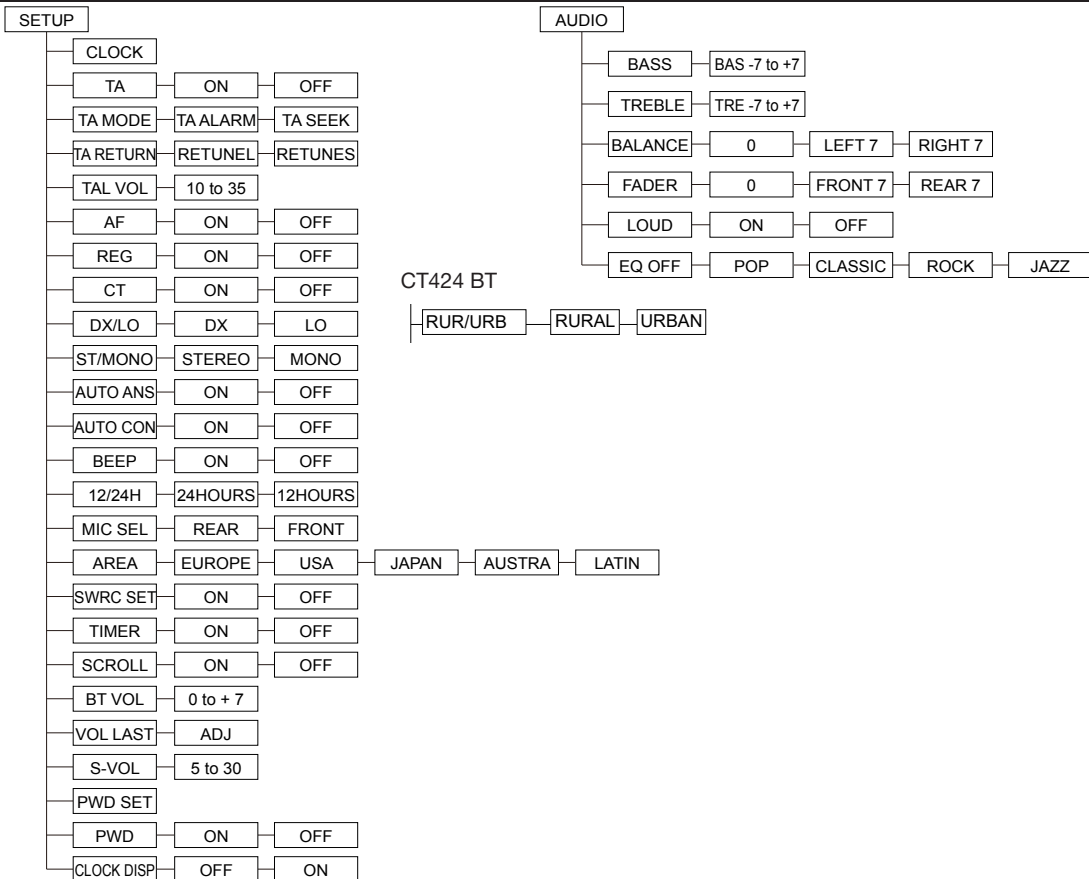 SETUP
CLOCK
TA ON OFF
TA MODE TA ALARM TA SEEK
TA RETURN RETUNEL RETUNES
TAL VOL 10 to 35
AF ON OFF
REG ON OFF
CT ON OFF
DX/LO DX LO
ST/MONO STEREO MONO
AUTO ANS ON OFF
AUTO CON ON OFF
BEEP ON OFF
12/24H 24HOURS 12HOURS
MIC SEL REAR FRONT
AREA EUROPE USA JAPAN AUSTRA LATIN
SWRC SET ON OFF
TIMER ON OFF
SCROLL ON OFF
BT VOL 0 to + 7
VOL LAST ADJ
S-VOL 5 to 30
PWD SET
PWD ON OFF
CLOCK DISP OFF ON
AUDIO
BASS BAS -7 to +7
TREBLE TRE -7 to +7
BALANCE 0 LEFT 7 RIGHT 7
FADER 0 FRONT 7 REAR 7
LOUD ON OFF
EQ OFF POP CLASSIC ROCK JAZZ
CT424 BT
RUR/URB RURAL URBAN